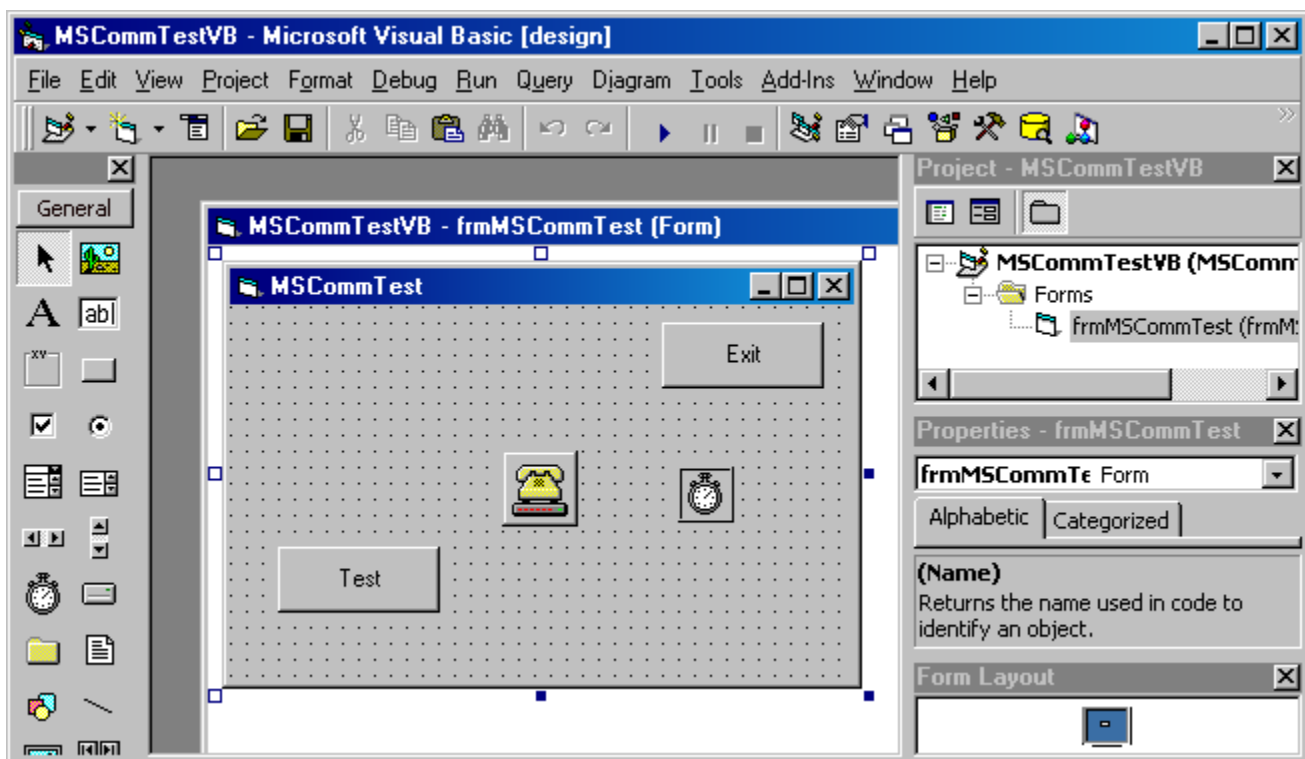 MSCommTestVB - Microsoft Visual Basic [design]
File Edit View Project Format Debug Run Query Diagram Tools Add-Ins Window Help
General
A
ab
XY
MSCommTestVB - frmMSCommTest (Form)
MSCommTest
Exit
Test
Project - MSCommTestVB
MSCommTestVB (MSComm
Forms
frmMSCommTest (frmM
Properties - frmMSCommTest
frmMSCommTe Form
Alphabetic Categorized
(Name)
Returns the name used in code to
identify an object.
Form Layout